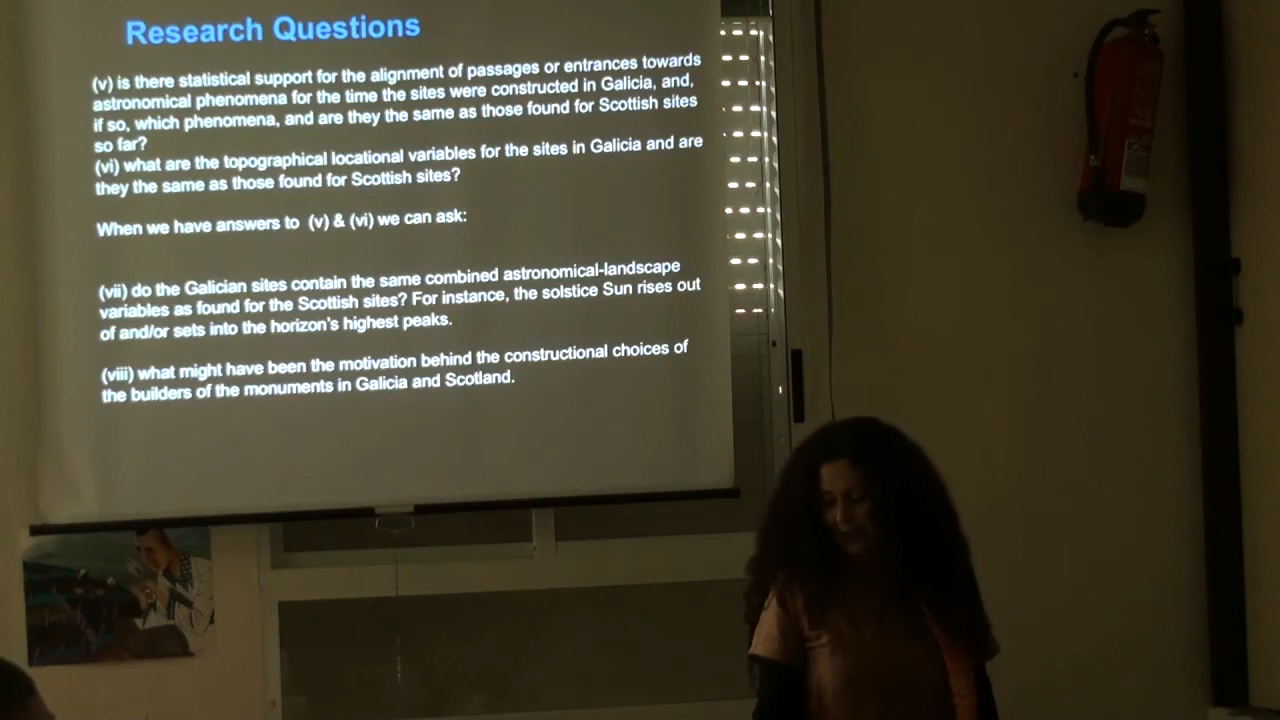 Research Questions
(v) is there statistical support for the alignment of passages or entrances towards
astronomical phenomena for the time the sites were constructed in Galicia, and,
if so, which phenomena, and are they the same as those found for Scottish sites
so far?
(vi) what are the topographical locational variables for the sites in Galicia and are
they the same as those found for Scottish sites?
When we have answers to (v) & (vi) we can ask:
(vii) do the Galician sites contain the same combined astronomical-landscape
variables as found for the Scottish sites? For instance, the solstice Sun rises out
of and/or sets into the horizon's highest peaks.
(viii) what might have been the motivation behind the constructional choices of
the builders of the monuments in Galicia and Scotland.